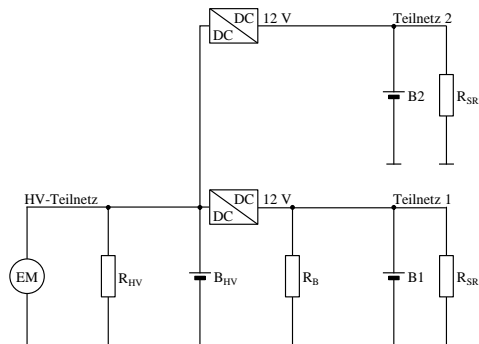 DC 12 V Teilnetz 2
DC
B2 R_SR
HV-Teilnetz DC 12 V Teilnetz 1
DC
EM R_HV B_HV R_B B1 R_SR